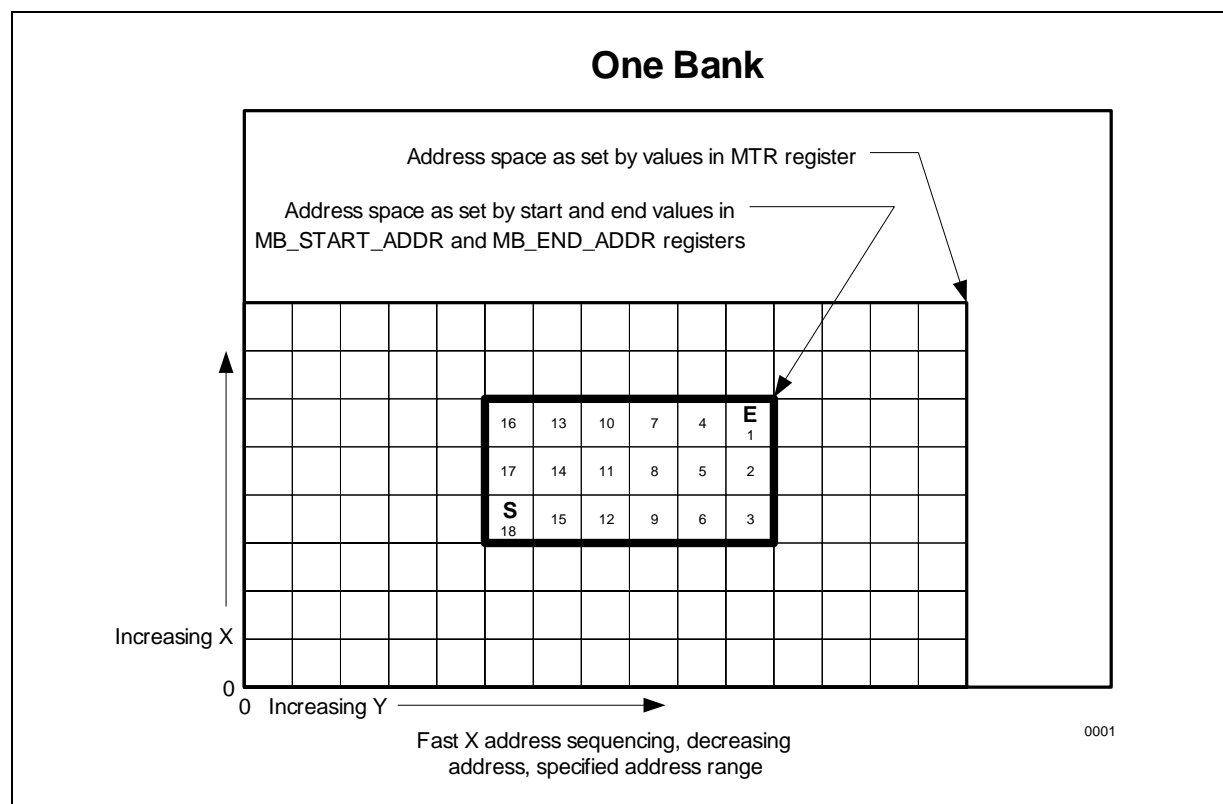 One Bank
Address space as set by values in MTR register
Address space as set by start and end values in
MB_START_ADDR and MB_END_ADDR registers
16 13 10 7 4 E
1
17 14 11 8 5 2
S 15 12 9 6 3
18
Increasing X
0
0 Increasing Y
Fast X address sequencing, decreasing
address, specified address range
0001